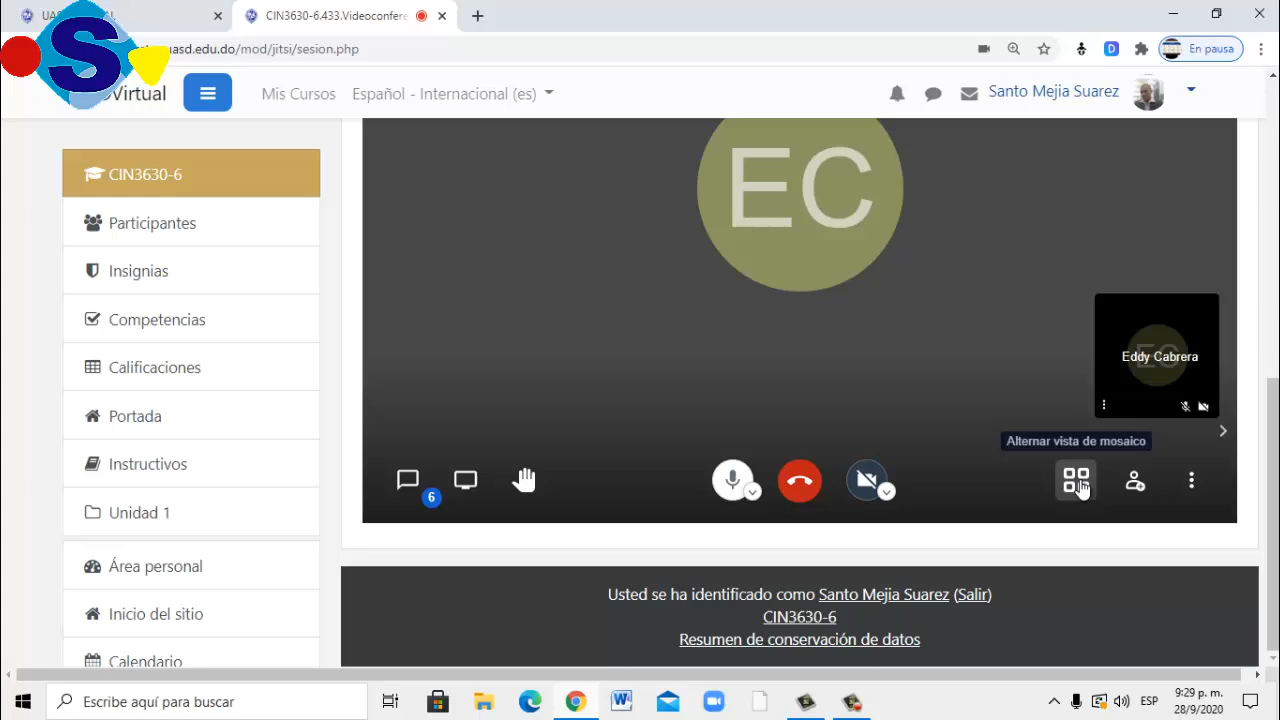 CIN3630-6.433.Videoconfere
uasd.edu.do/mod/jitsi/sesion.php
D
En pausa
SV
Virtual
Mis Cursos
Español - Internacional (es)
Santo Mejia Suarez
CIN3630-6
Participantes
Insignias
Competencias
Calificaciones
Portada
Instructivos
Unidad 1
Área personal
Inicio del sitio
Calendario
EC
EC
Eddy Cabrera
Alternar vista de mosaico
6
Usted se ha identificado como Santo Mejia Suarez (Salir)
CIN3630-6
Resumen de conservación de datos
Escribe aquí para buscar
W
ESP
9:29 p. m.
28/9/2020